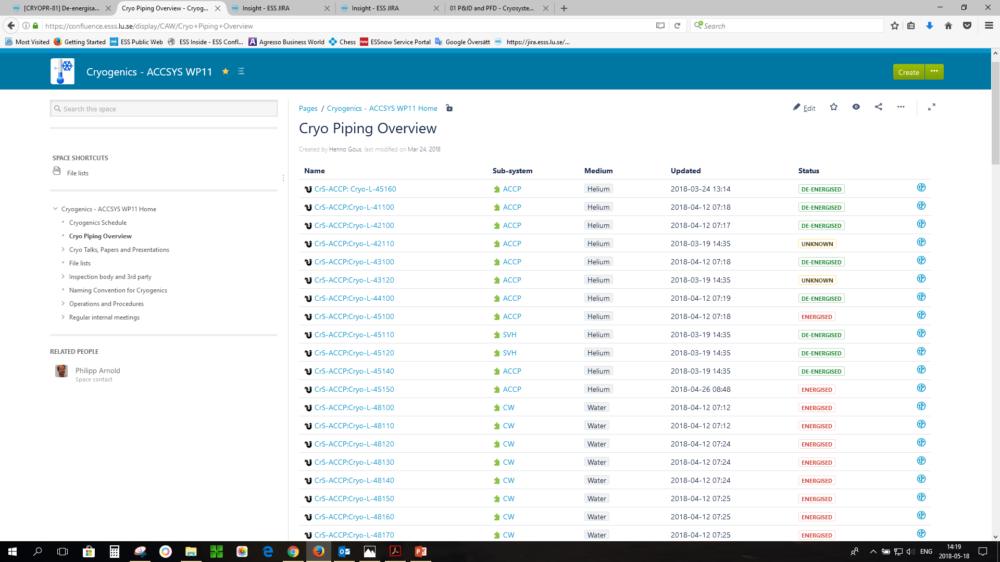 [CRYOPR-81] De-energisa...
Cryo Piping Overview - Cryog...
Insight - ESS JIRA
Insight - ESS JIRA
01 P&ID and PFD - Cryosyste...
https://confluence.esss.lu.se/display/CAW/Cryo+Piping+Overview
Search
Most Visited
Getting Started
ESS Public Web
ESS Inside - ESS Confl...
Agresso Business World
Chess
now
ESSnow Service Portal
Google Översätt
https://jira.esss.lu.se/...
Cryogenics - ACCSYS WP11
Create
Search this space
SPACE SHORTCUTS
File lists
Cryogenics - ACCSYS WP11 Home
Cryogenics Schedule
Cryo Piping Overview
Cryo Talks, Papers and Presentations
File lists
Inspection body and 3rd party
Naming Convention for Cryogenics
Operations and Procedures
Regular internal meetings
RELATED PEOPLE
Philipp Arnold
Space contact
Pages / Cryogenics - ACCSYS WP11 Home
Edit
Cryo Piping Overview
Created by Henno Gous, last modified on Mar 24, 2018
Name Sub-system Medium Updated Status
CrS-ACCP: Cryo-L-45160 ACCP Helium 2018-03-24 13:14 DE-ENERGISED
CrS-ACCP:Cryo-L-41100 ACCP Helium 2018-04-12 07:18 DE-ENERGISED
CrS-ACCP:Cryo-L-42100 ACCP Helium 2018-04-12 07:17 DE-ENERGISED
CrS-ACCP:Cryo-L-42110 ACCP Helium 2018-03-19 14:35 UNKNOWN
CrS-ACCP:Cryo-L-43100 ACCP Helium 2018-04-12 07:18 DE-ENERGISED
CrS-ACCP:Cryo-L-43120 ACCP Helium 2018-03-19 14:35 UNKNOWN
CrS-ACCP:Cryo-L-44100 ACCP Helium 2018-04-12 07:19 DE-ENERGISED
CrS-ACCP:Cryo-L-45100 ACCP Helium 2018-04-12 07:18 ENERGISED
CrS-ACCP:Cryo-L-45110 SVH Helium 2018-03-19 14:35 DE-ENERGISED
CrS-ACCP:Cryo-L-45120 SVH Helium 2018-03-19 14:35 DE-ENERGISED
CrS-ACCP:Cryo-L-45140 ACCP Helium 2018-03-19 14:35 DE-ENERGISED
CrS-ACCP:Cryo-L-45150 ACCP Helium 2018-04-26 08:48 ENERGISED
CrS-ACCP:Cryo-L-48100 CW Water 2018-04-12 07:12 ENERGISED
CrS-ACCP:Cryo-L-48110 CW Water 2018-04-12 07:12 ENERGISED
CrS-ACCP:Cryo-L-48120 CW Water 2018-04-12 07:24 ENERGISED
CrS-ACCP:Cryo-L-48130 CW Water 2018-04-12 07:24 ENERGISED
CrS-ACCP:Cryo-L-48140 CW Water 2018-04-12 07:24 ENERGISED
CrS-ACCP:Cryo-L-48150 CW Water 2018-04-12 07:25 ENERGISED
CrS-ACCP:Cryo-L-48160 CW Water 2018-04-12 07:25 ENERGISED
CrS-ACCP:Cryo-L-48170 CW Water 2018-04-12 07:25 ENERGISED
ENG
14:19
2018-05-18